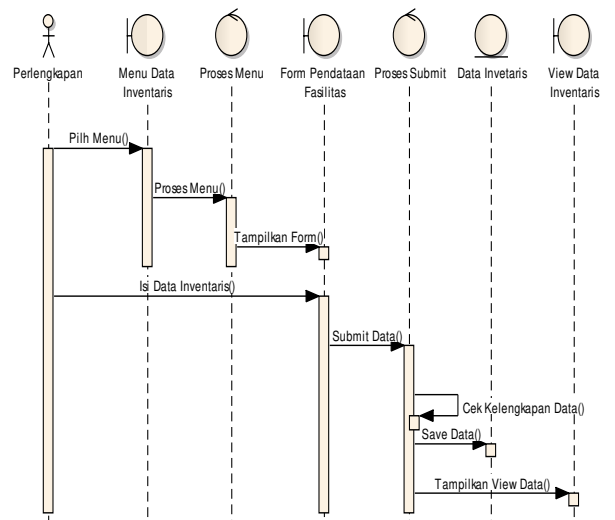 Perlengkapan
Menu Data
Inventaris
Proses Menu
Form Pendataan
Fasilitas
Proses Submit
Data Invetaris
View Data
Inventaris
Pilh Menu()
Proses Menu()
Tampilkan Form()
Isi Data Inventaris()
Submit Data()
Cek Kelengkapan Data()
Save Data()
Tampilkan View Data()